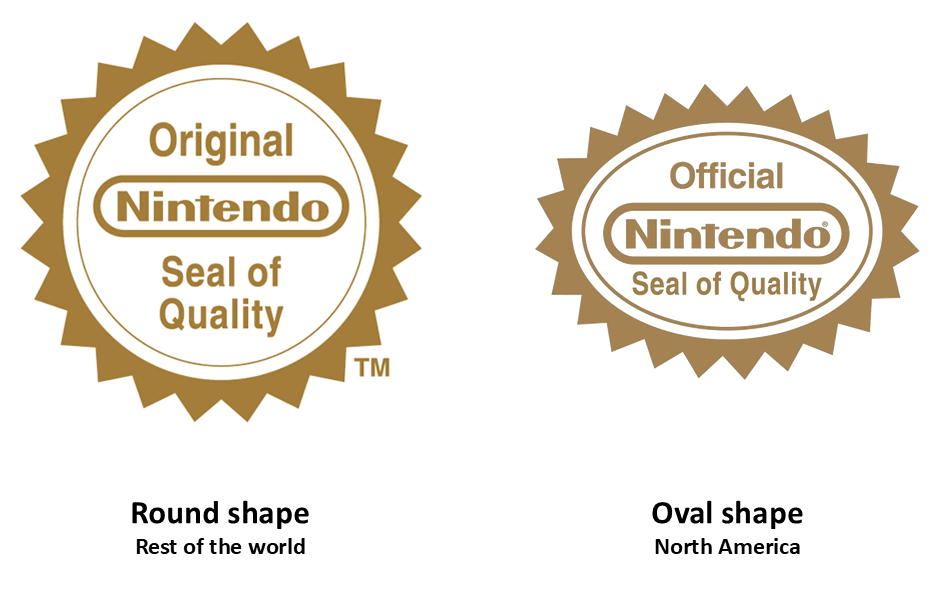 Original
Nintendo
Seal of
Quality
TM
Official
Nintendo®
Seal of Quality
Round shape
Rest of the world
Oval shape
North America